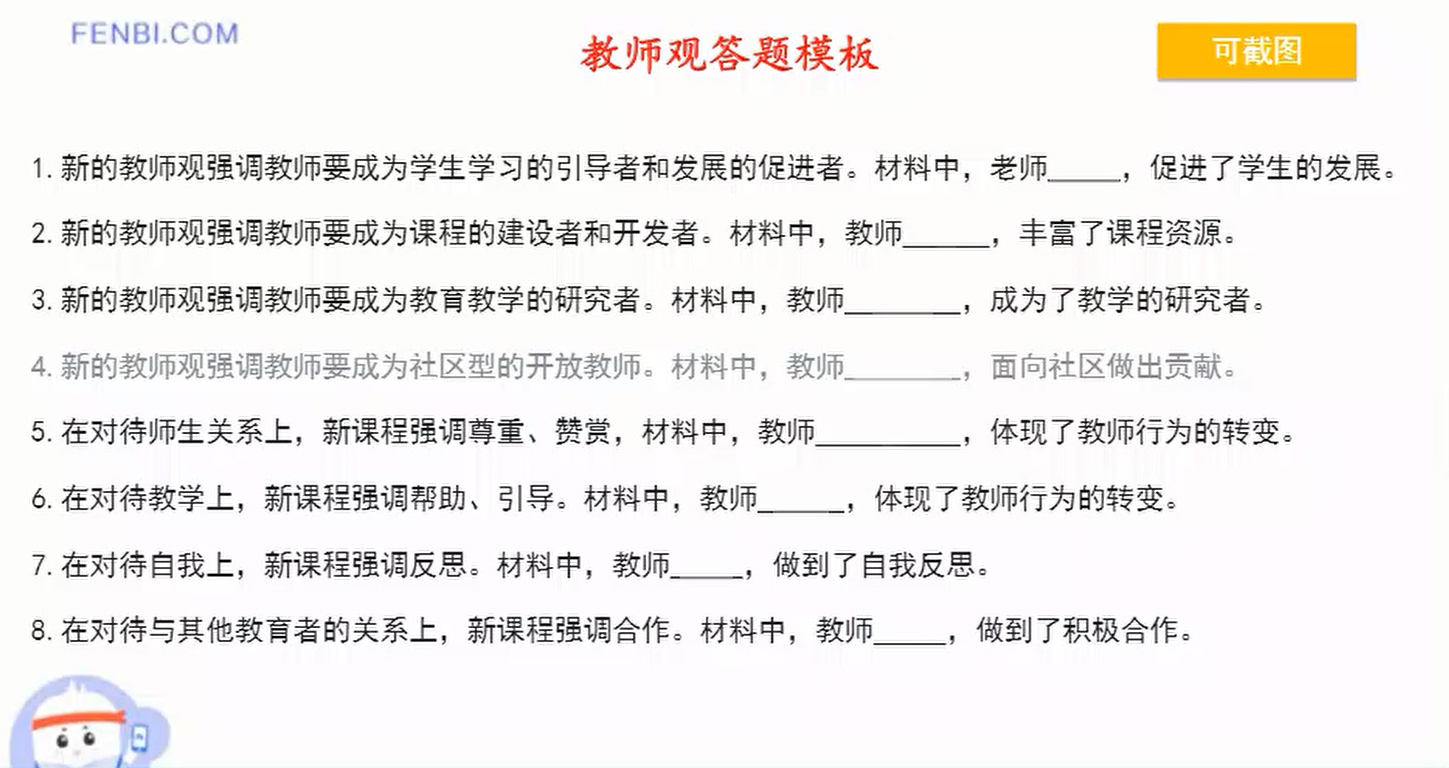 FENBI.COM
教师观答题模板
可截图
1. 新的教师观强调教师要成为学生学习的引导者和发展的促进者。材料中，老师_____，促进了学生的发展。
2. 新的教师观强调教师要成为课程的建设者和开发者。材料中，教师______，丰富了课程资源。
3. 新的教师观强调教师要成为教育教学的研究者。材料中，教师________，成为了教学的研究者。
4. 新的教师观强调教师要成为社区型的开放教师。材料中，教师________，面向社区做出贡献。
5. 在对待师生关系上，新课程强调尊重、赞赏，材料中，教师__________，体现了教师行为的转变。
6. 在对待教学上，新课程强调帮助、引导。材料中，教师______，体现了教师行为的转变。
7. 在对待自我上，新课程强调反思。材料中，教师_____，做到了自我反思。
8. 在对待与其他教育者的关系上，新课程强调合作。材料中，教师_____，做到了积极合作。